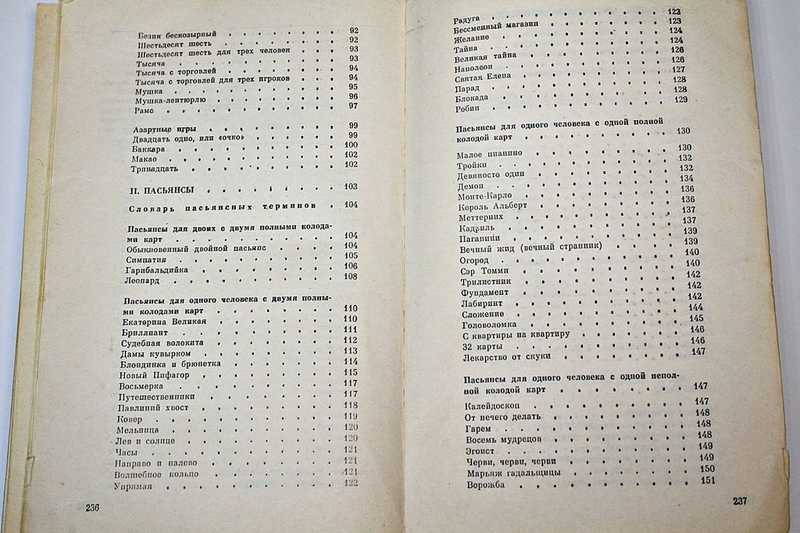 Безик бескозырный 92
Шестьдесят шесть 92
Шестьдесят шесть для трех человек 93
Тысяча 93
Тысяча с торговлей 94
Тысяча с торговлей для трех игроков 94
Мушка 95
Мушка-лентюрлю 96
Рамс 97
Азартные игры 99
Двадцать одно, или «очко» 99
Баккара 100
Макао 102
Тринадцать 102
II. ПАСЬЯНСЫ 103
Словарь пасьянсных терминов 104
Пасьянсы для двоих с двумя полными колода-
ми карт 104
Обыкновенный двойной пасьянс 104
Симпатия 105
Гарибальдийка 106
Леопард 108
Пасьянсы для одного человека с двумя полны-
ми колодами карт 110
Екатерина Великая 110
Бриллиант 111
Судебная волокита 112
Дамы кувырком 113
Блондинка и брюнетка 114
Новый Пифагор 115
Восьмерка 117
Путешественники 117
Павлиний хвост 118
Ковер 119
Мельница 120
Лев и солнце 120
Часы 121
Направо и налево 121
Волшебное кольцо 121
Упрямая 122
236
Радуга 123
Бессменный магазин 123
Желание 124
Тайна 124
Великая тайна 126
Наполеон 126
Святая Елена 127
Парад 128
Блокада 128
Робин 129
Пасьянсы для одного человека с одной полной
колодой карт 130
Малое пианино 130
Тройки 132
Девяносто один 132
Демон 134
Монте-Карло 136
Король Альберт 136
Меттерних 137
Кадриль 137
Паганини 139
Вечный жид (вечный странник) 139
Огород 140
Сэр Томми 140
Трилистник 142
Фундамент 142
Лабиринт 142
Сложение 144
Головоломка 145
С квартиры на квартиру 146
32 карты 146
Лекарство от скуки 147
Пасьянсы для одного человека с одной непол-
ной колодой карт 147
Калейдоскоп 147
От нечего делать 148
Гарем 148
Восемь мудрецов 148
Эгоист 149
Черви, черви, черви 149
Марьяж гадальщицы 150
Ворожба 151
237